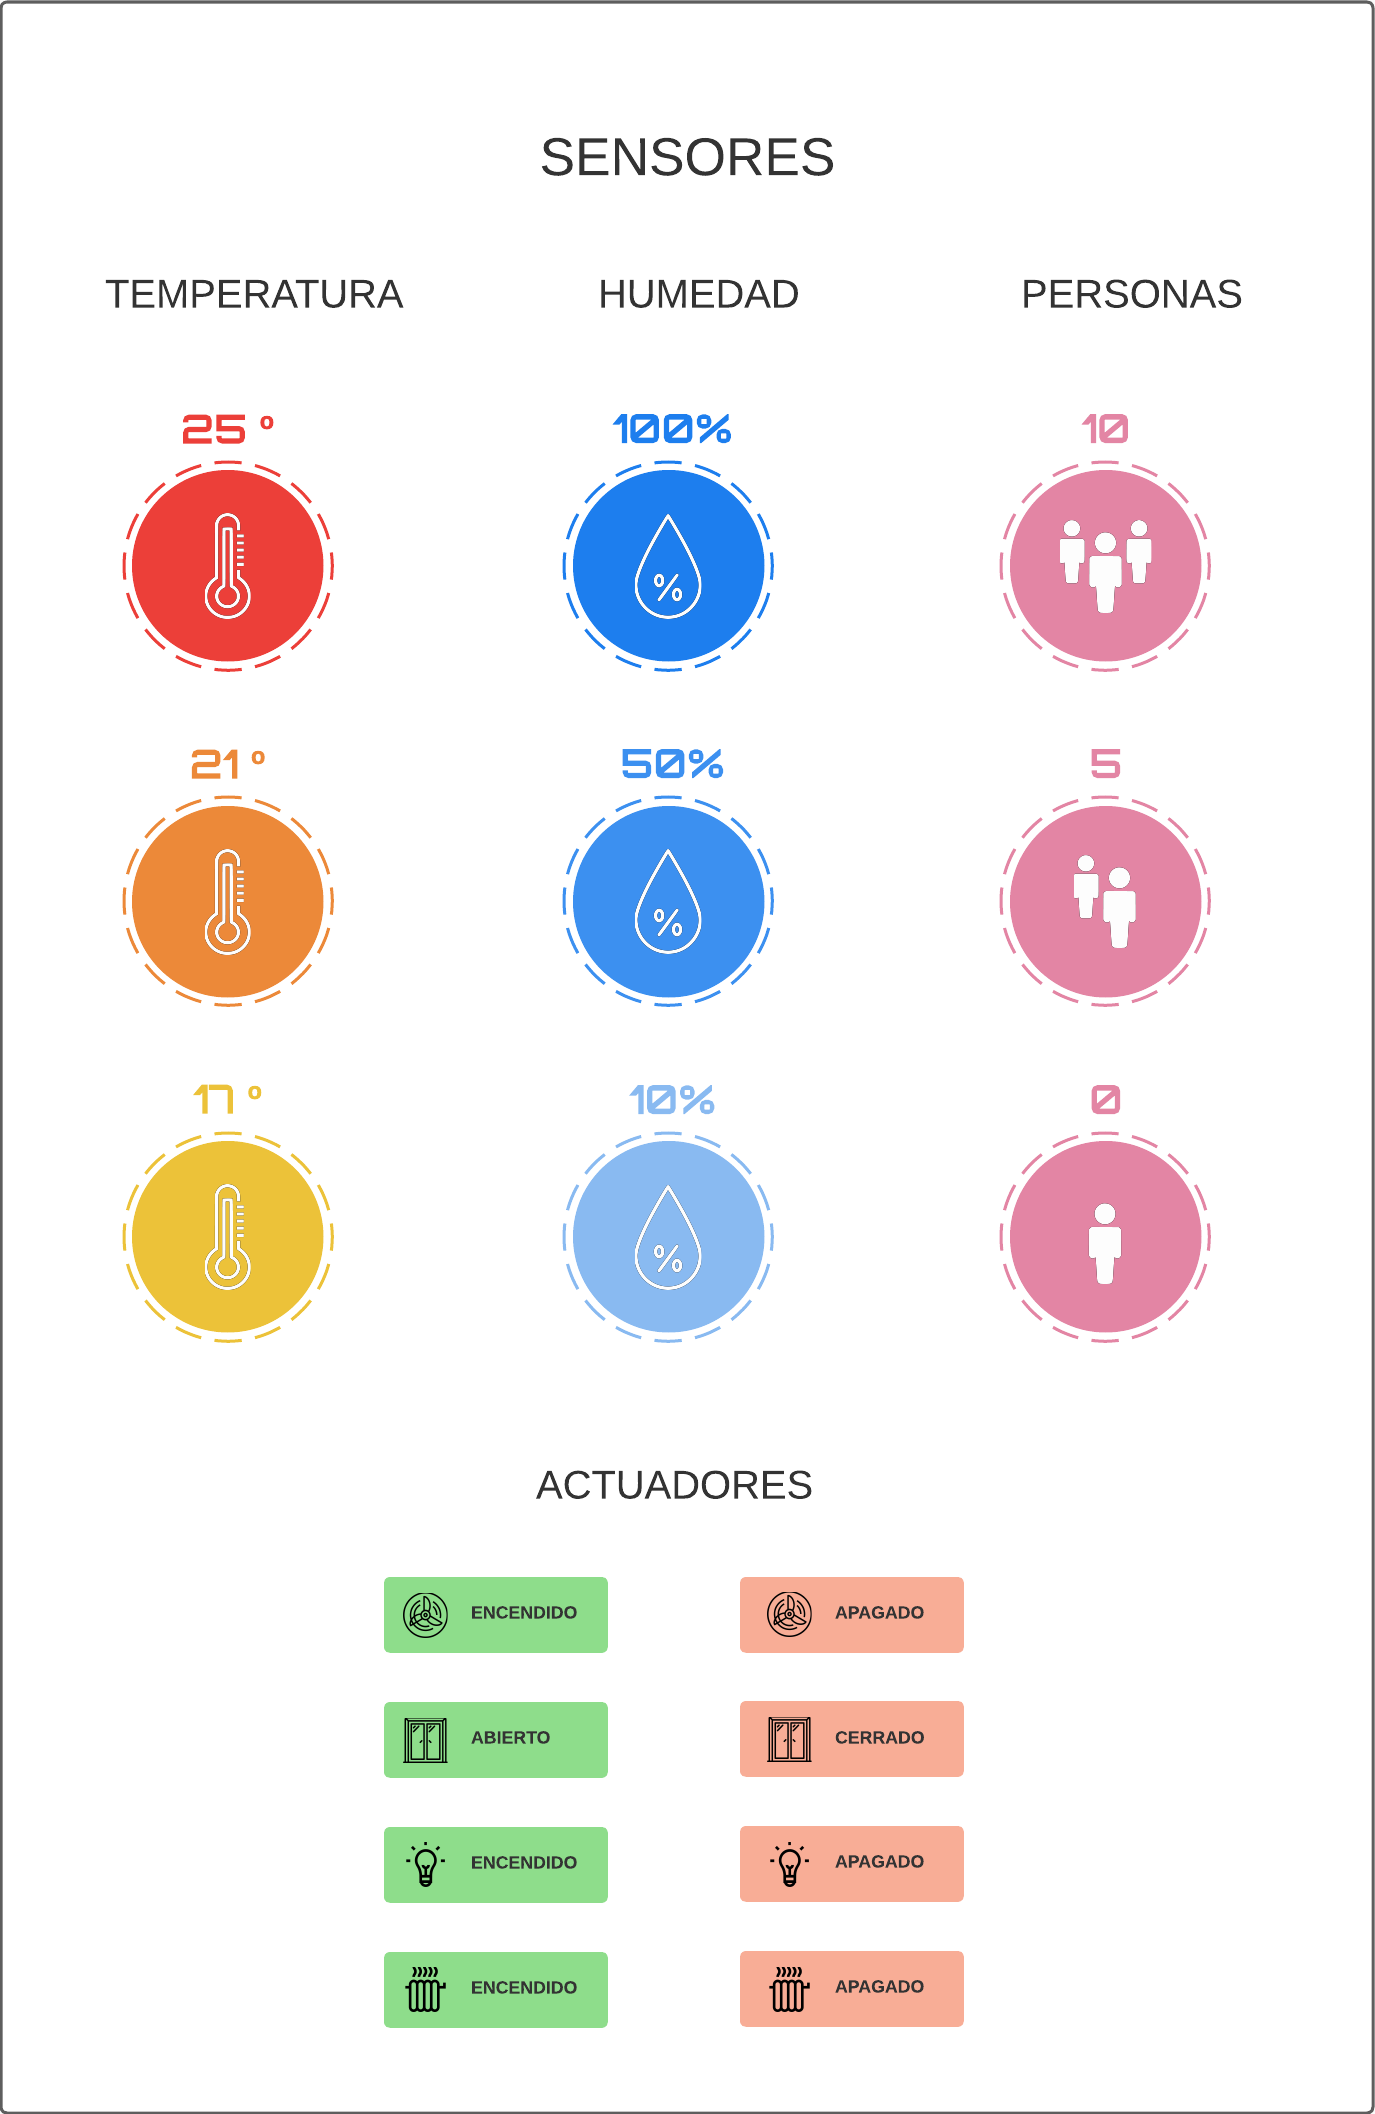 SENSORES
TEMPERATURA HUMEDAD PERSONAS
25 º 100% 10
%
21 º 50% 5
%
17 º 10% 0
%
ACTUADORES
ENCENDIDO APAGADO
ABIERTO CERRADO
ENCENDIDO APAGADO
ENCENDIDO APAGADO